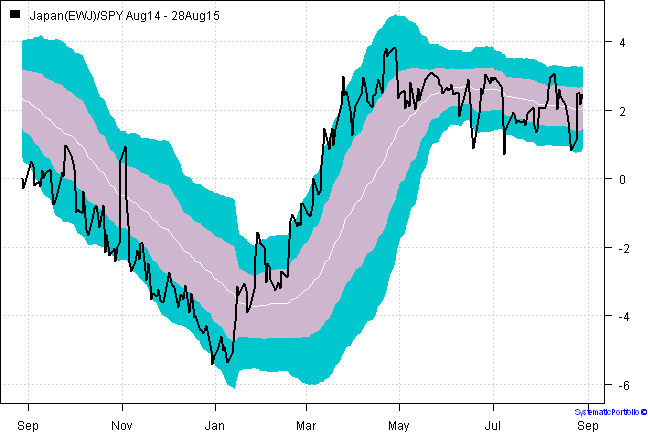 Japan(EWJ)/SPY Aug14 - 28Aug15
4
2
0
-2
-4
-6
SystematicPortfolio ©
Sep Nov Jan Mar May Jul Sep